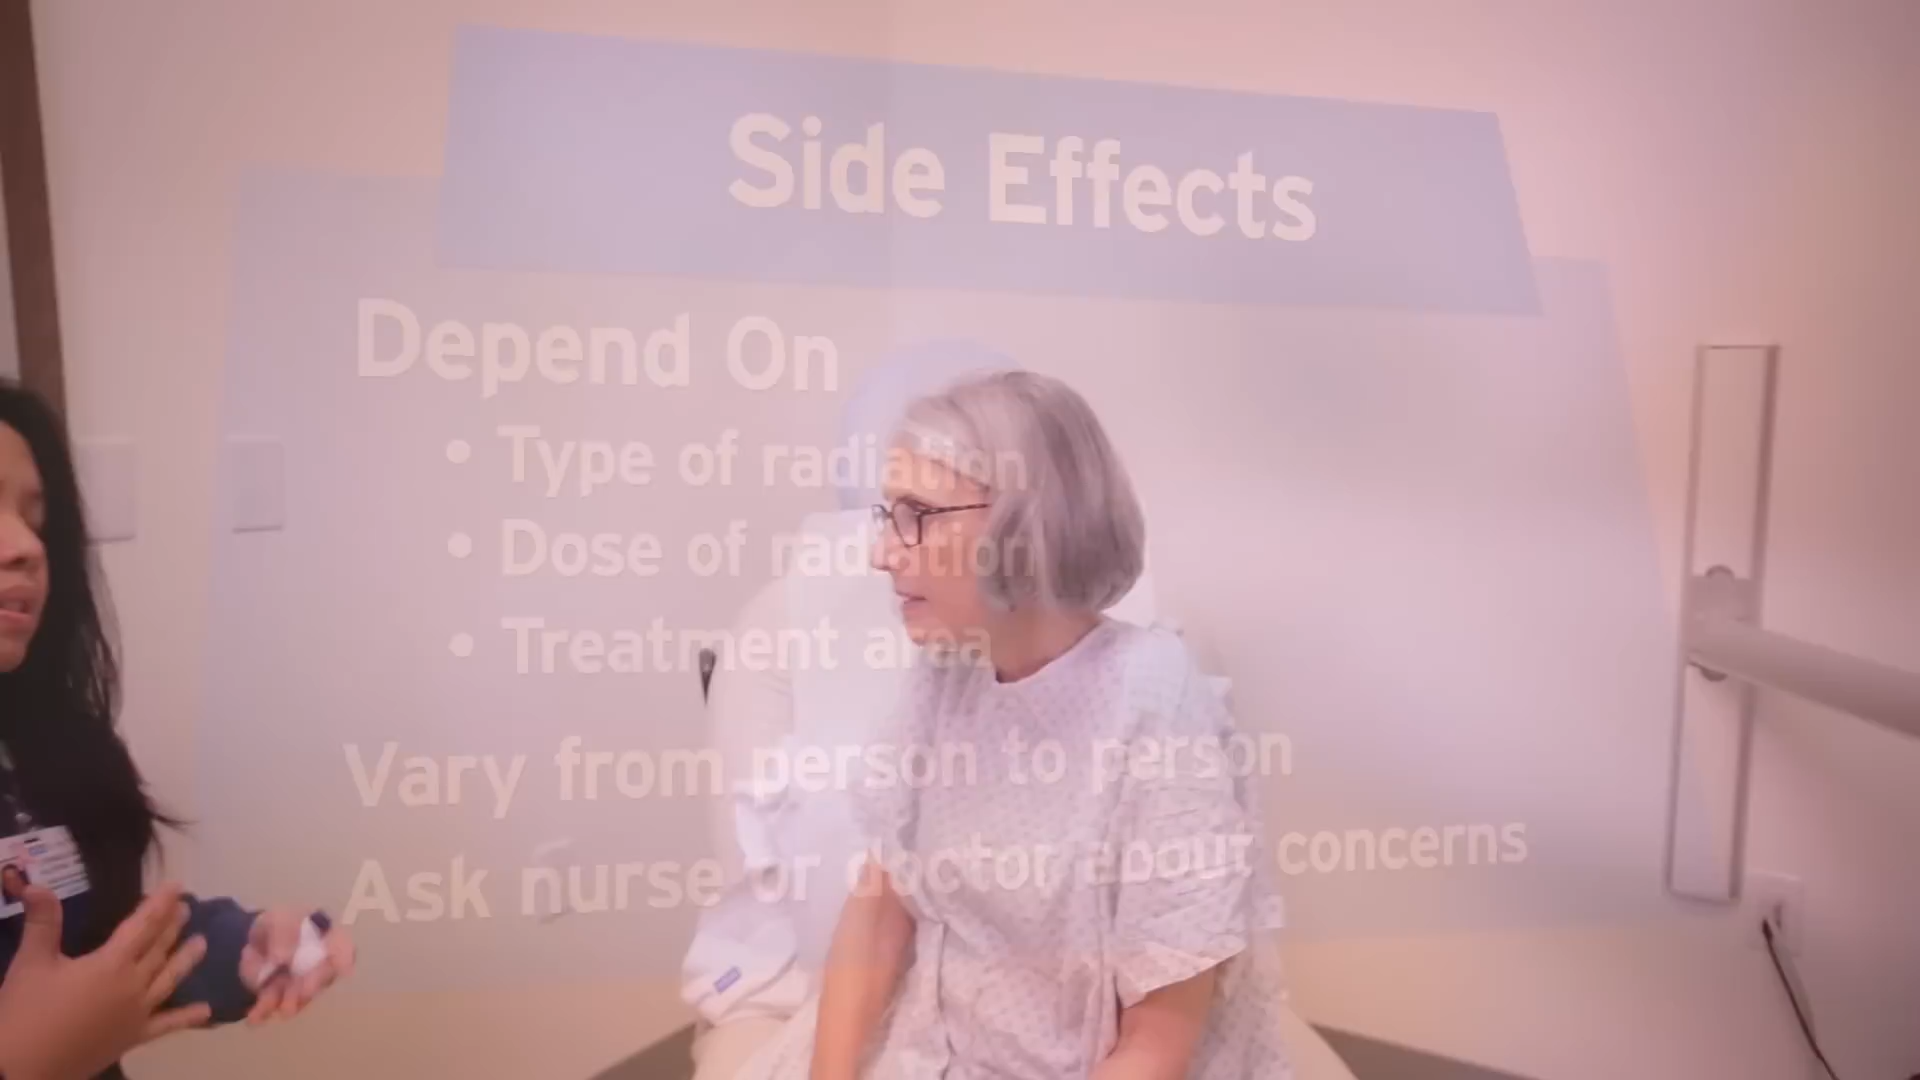 Side Effects
Depend On
• Type of radiation
• Dose of radiation
• Treatment area
Vary from person to person
Ask nurse or doctor about concerns